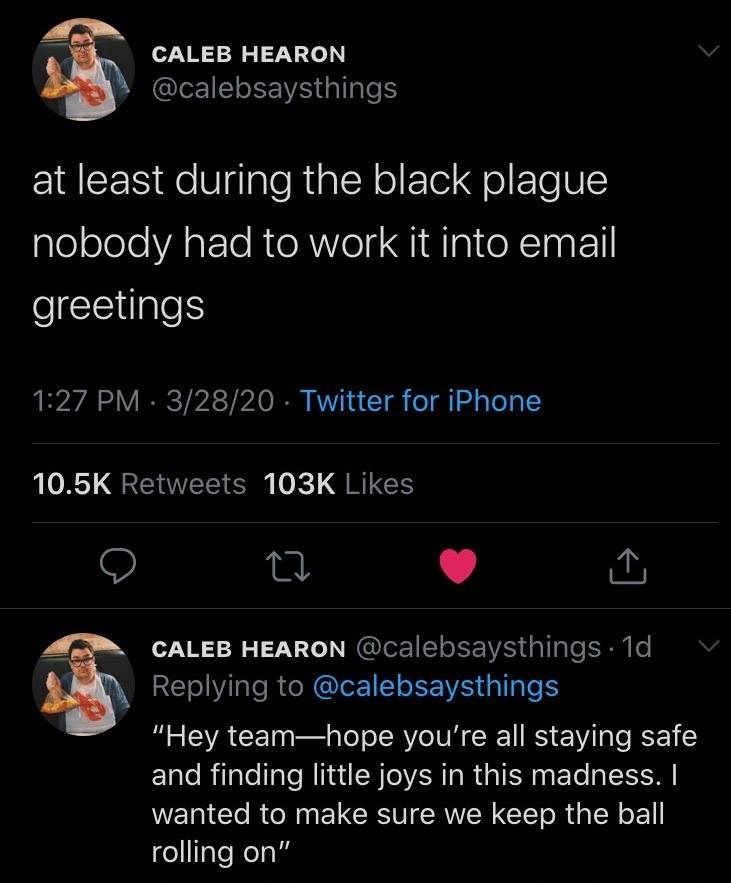 CALEB HEARON
@calebsaysthings
at least during the black plague
nobody had to work it into email
greetings
1:27 PM · 3/28/20 · Twitter for iPhone
10.5K Retweets 103K Likes
CALEB HEARON @calebsaysthings · 1d
Replying to @calebsaysthings
“Hey team—hope you’re all staying safe
and finding little joys in this madness. I
wanted to make sure we keep the ball
rolling on”